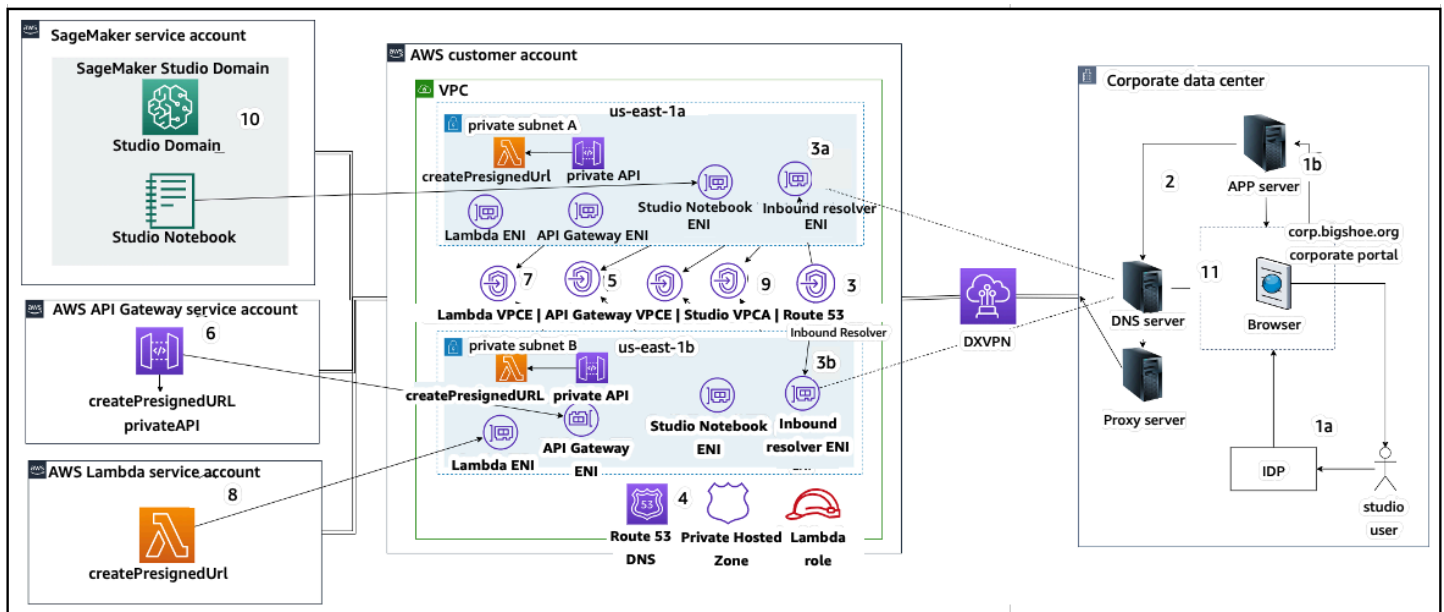 aws
SageMaker service account
SageMaker Studio Domain
10
Studio Domain
Studio Notebook
aws
AWS API Gateway service account
6
createPresignedURL
privateAPI
aws
AWS Lambda service account
8
createPresignedUrl
aws
AWS customer account
VPC
us-east-1a
private subnet A
createPresignedUrl
private API
3a
Studio Notebook
ENI
Inbound resolver
ENI
Lambda ENI
API Gateway ENI
7
5
9
3
Lambda VPCE | API Gateway VPCE | Studio VPCA | Route 53
Inbound Resolver
private subnet B
us-east-1b
3b
createPresignedURL
private API
Lambda ENI
API Gateway
ENI
Studio Notebook
ENI
Inbound
resolver ENI
53
4
Route 53
DNS
Private Hosted
Zone
Lambda
role
DXVPN
Corporate data center
2
APP server
1b
corp.bigshoe.org
corporate portal
11
DNS server
Browser
Proxy server
1a
IDP
studio
user